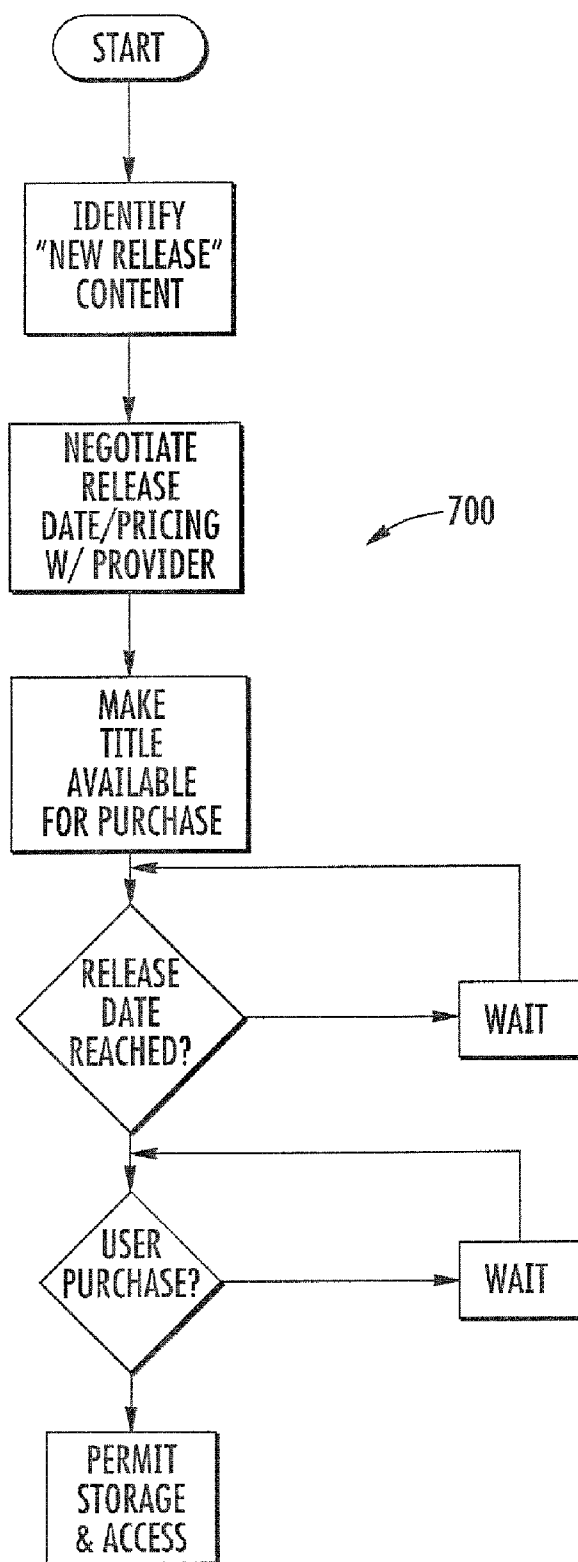 START
IDENTIFY
"NEW RELEASE"
CONTENT
NEGOTIATE
RELEASE
DATE/PRICING
W/ PROVIDER
700
MAKE
TITLE
AVAILABLE
FOR PURCHASE
RELEASE
DATE
REACHED?
WAIT
USER
PURCHASE?
WAIT
PERMIT
STORAGE
& ACCESS